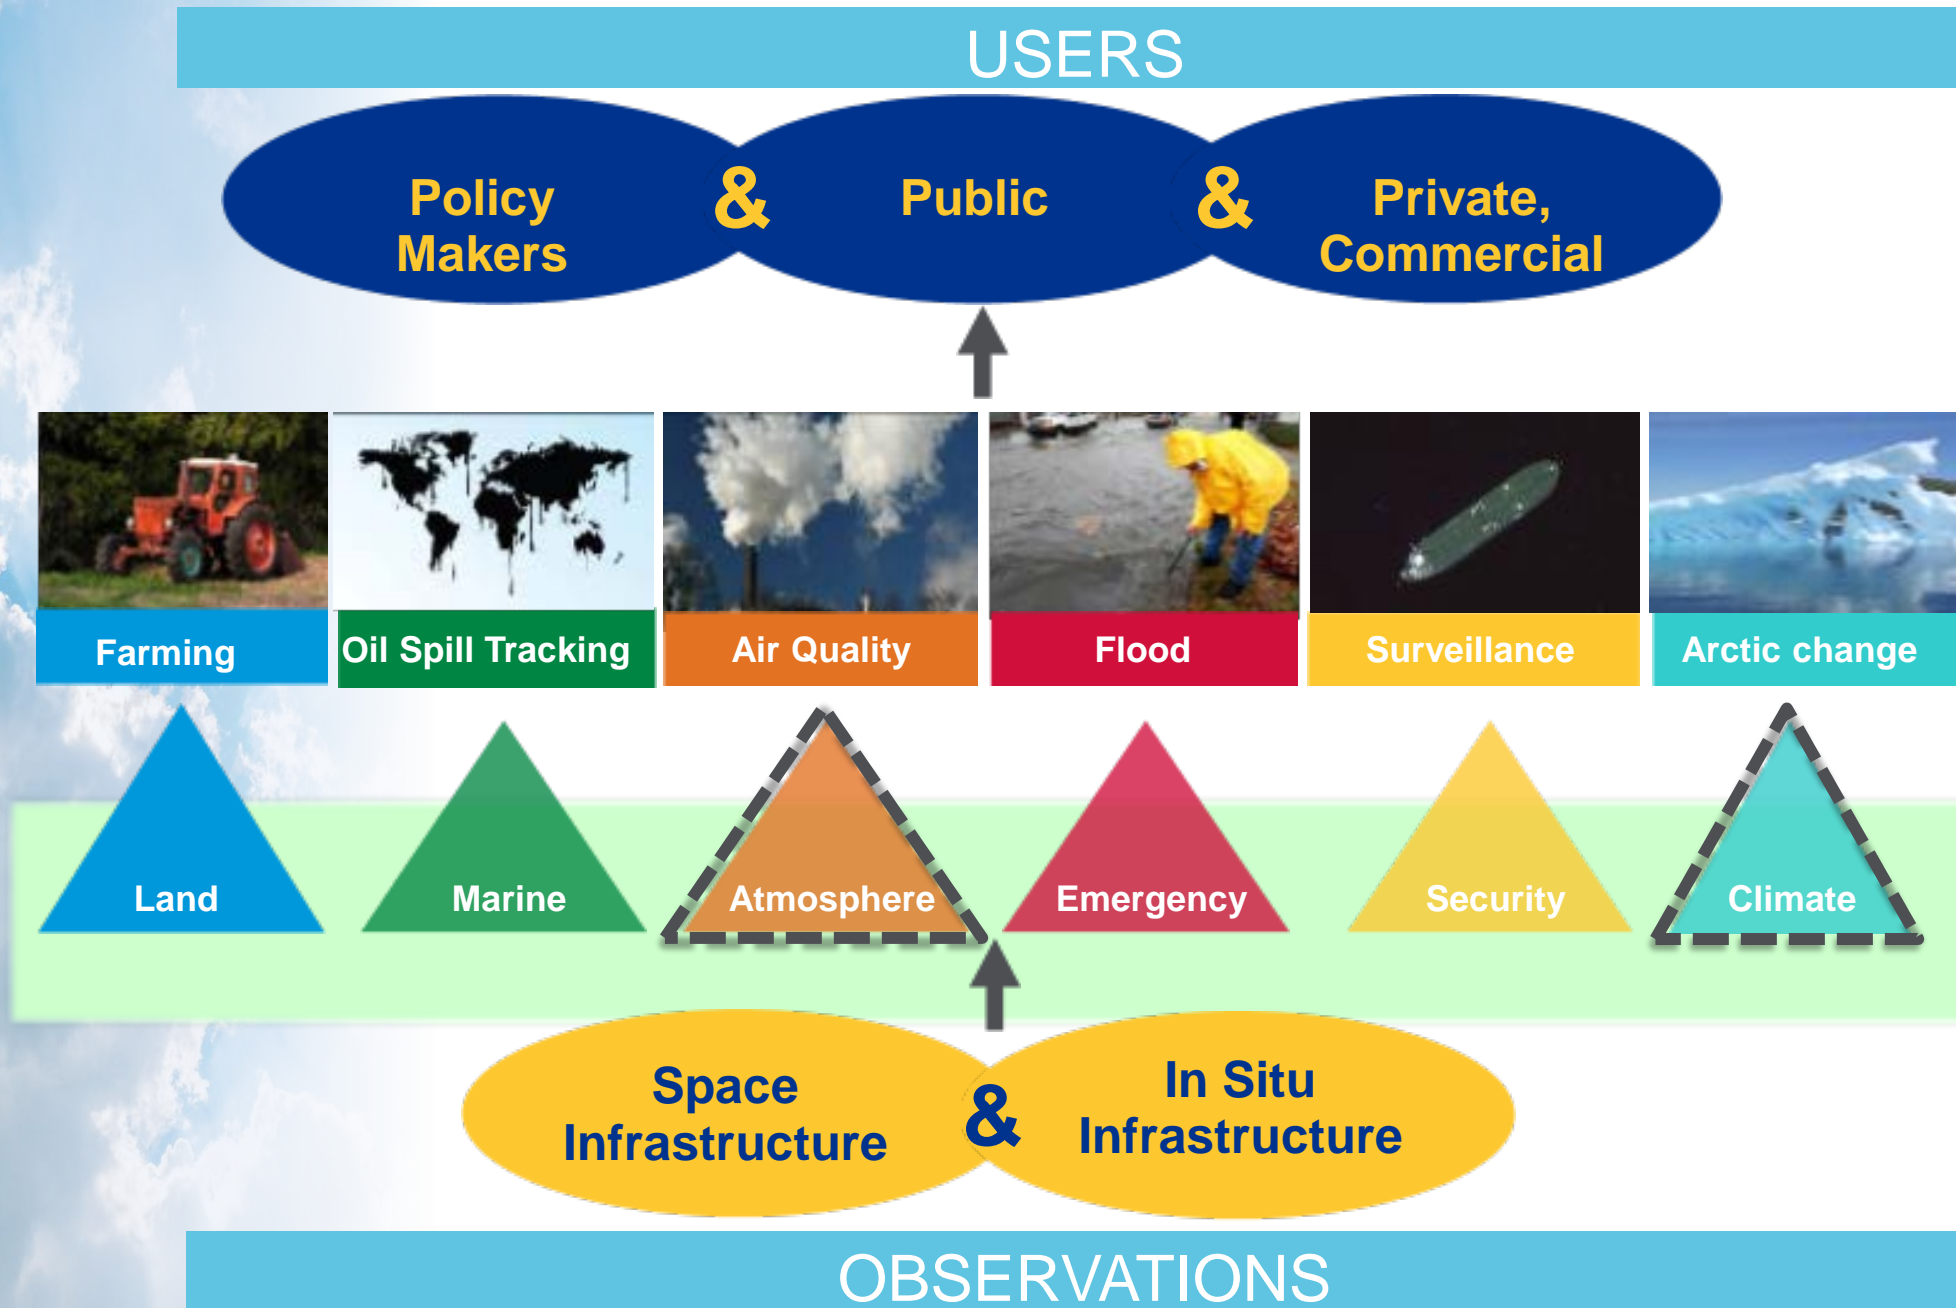 USERS
Policy
Makers
&
Public
&
Private,
Commercial
Farming
Oil Spill Tracking
Air Quality
Flood
Surveillance
Arctic change
Land
Marine
Atmosphere
Emergency
Security
Climate
Space
Infrastructure
&
In Situ
Infrastructure
OBSERVATIONS